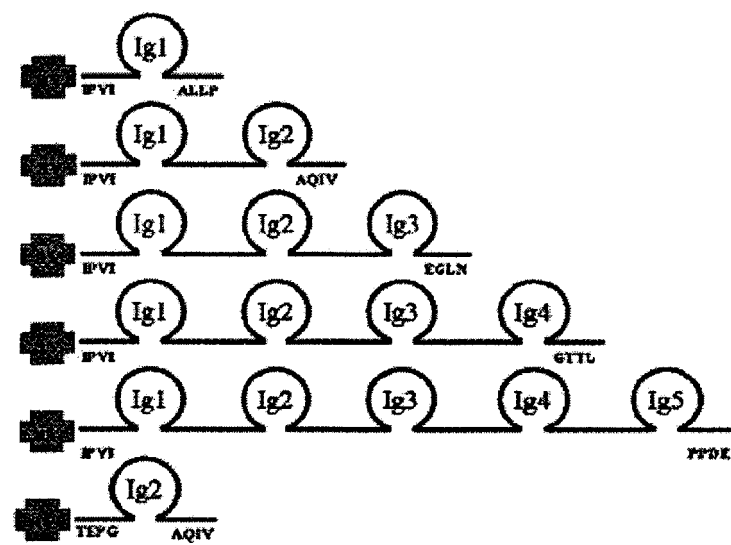 Ig1
IPVI ALLP
Ig1 Ig2
IPVI AQIV
Ig1 Ig2 Ig3
IPVI EGLN
Ig1 Ig2 Ig3 Ig4
IPVI GTTL
Ig1 Ig2 Ig3 Ig4 Ig5
IPVI PPDK
Ig2
TEPG AQIV